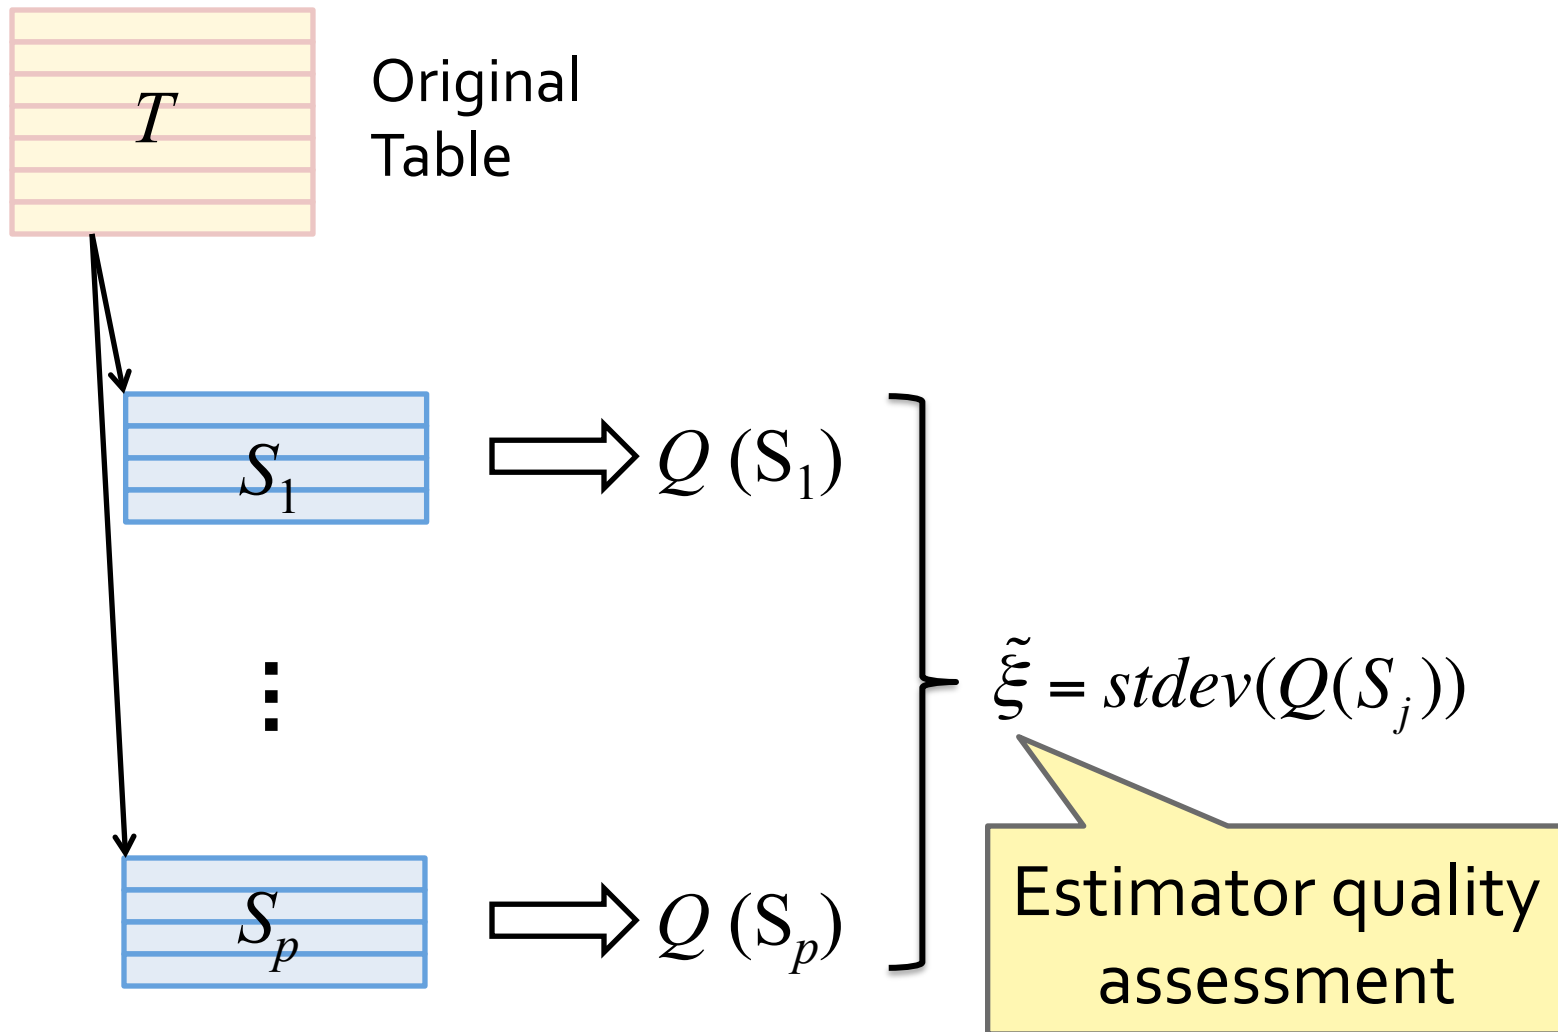 T
Original
Table
S₁
Q (S₁)
⋮
ξ̃ = stdev(Q(Sⱼ))
Sₚ
Q (Sₚ)
Estimator quality
assessment